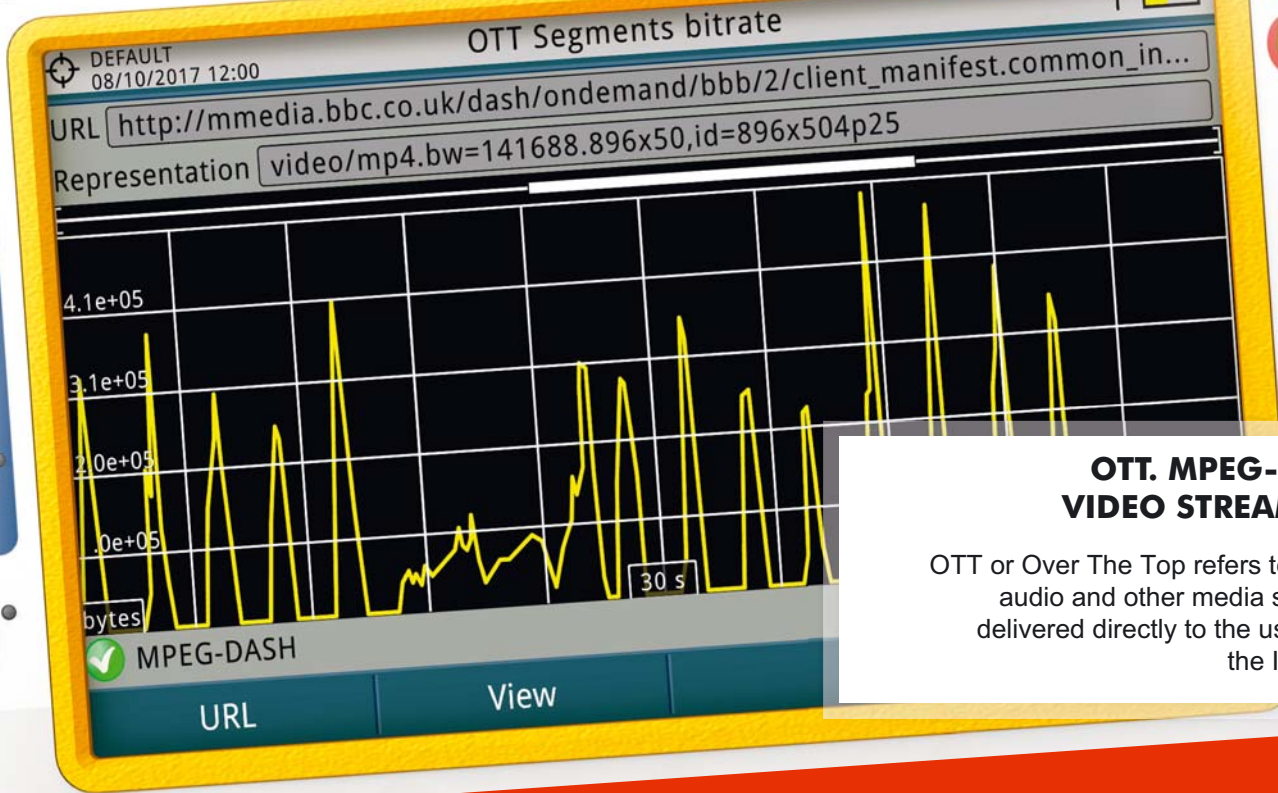 OTT Segments bitrate
DEFAULT
08/10/2017 12:00
URL http://mmedia.bbc.co.uk/dash/ondemand/bbb/2/client_manifest.common_in...
Representation video/mp4.bw=141688.896x50,id=896x504p25
4.1e+05
3.1e+05
2.0e+05
.0e+05
bytes
30 s
MPEG-DASH
URL View
OTT. MPEG-
VIDEO STREA
OTT or Over The Top refers t
audio and other media s
delivered directly to the us
the I